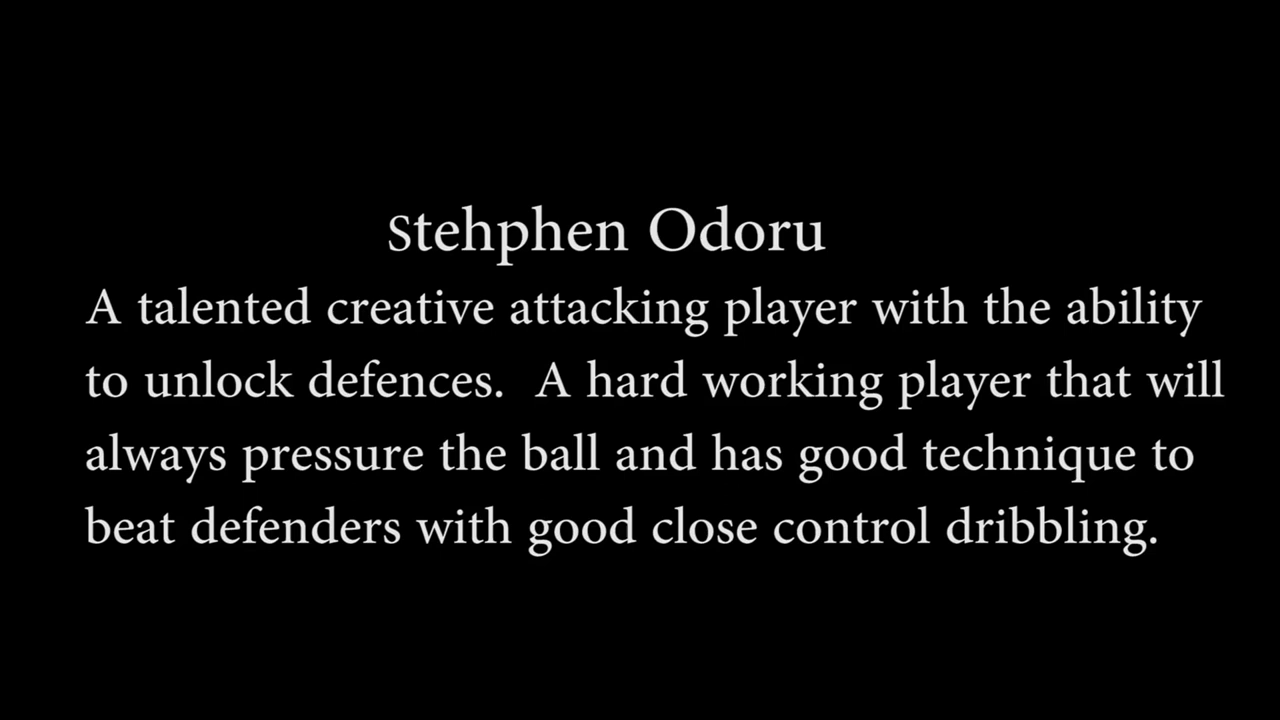 Stehphen Odoru
A talented creative attacking player with the ability
to unlock defences.  A hard working player that will
always pressure the ball and has good technique to
beat defenders with good close control dribbling.